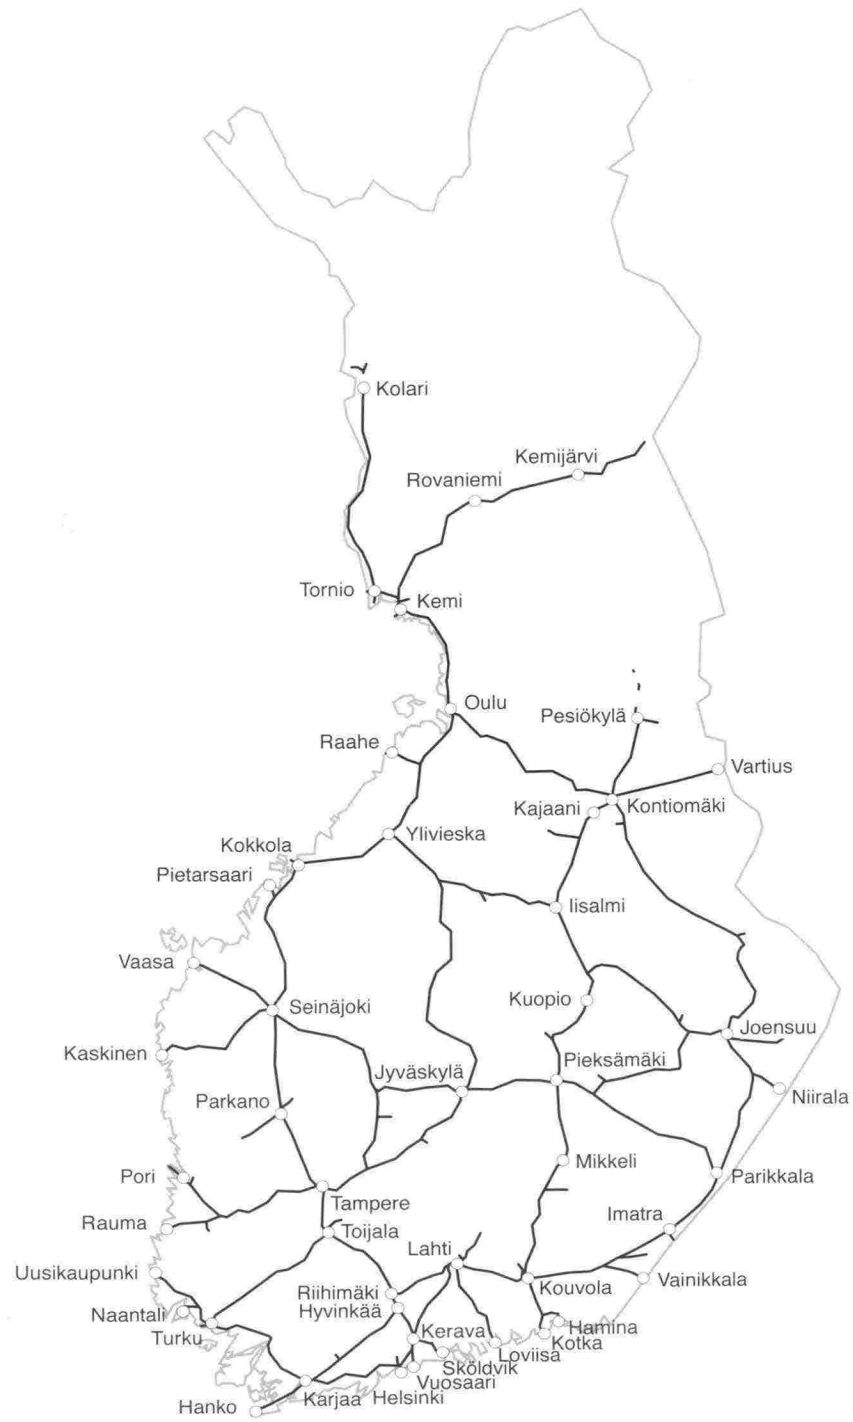 Kolari
Kemijärvi
Rovaniemi
Tornio
Kemi
Oulu
Pesiökylä
Raahe
Vartius
Kajaani
Kontiomäki
Ylivieska
Kokkola
Pietarsaari
Iisalmi
Vaasa
Kuopio
Seinäjoki
Joensuu
Kaskinen
Jyväskylä
Pieksämäki
Niirala
Parkano
Mikkeli
Pori
Parikkala
Tampere
Rauma
Imatra
Toijala
Lahti
Uusikaupunki
Vainikkala
Riihimäki
Kouvola
Hyvinkää
Naantali
Hamina
Turku
Kerava
Kotka
Loviisa
Sköldvik
Vuosaari
Helsinki
Karjaa
Hanko